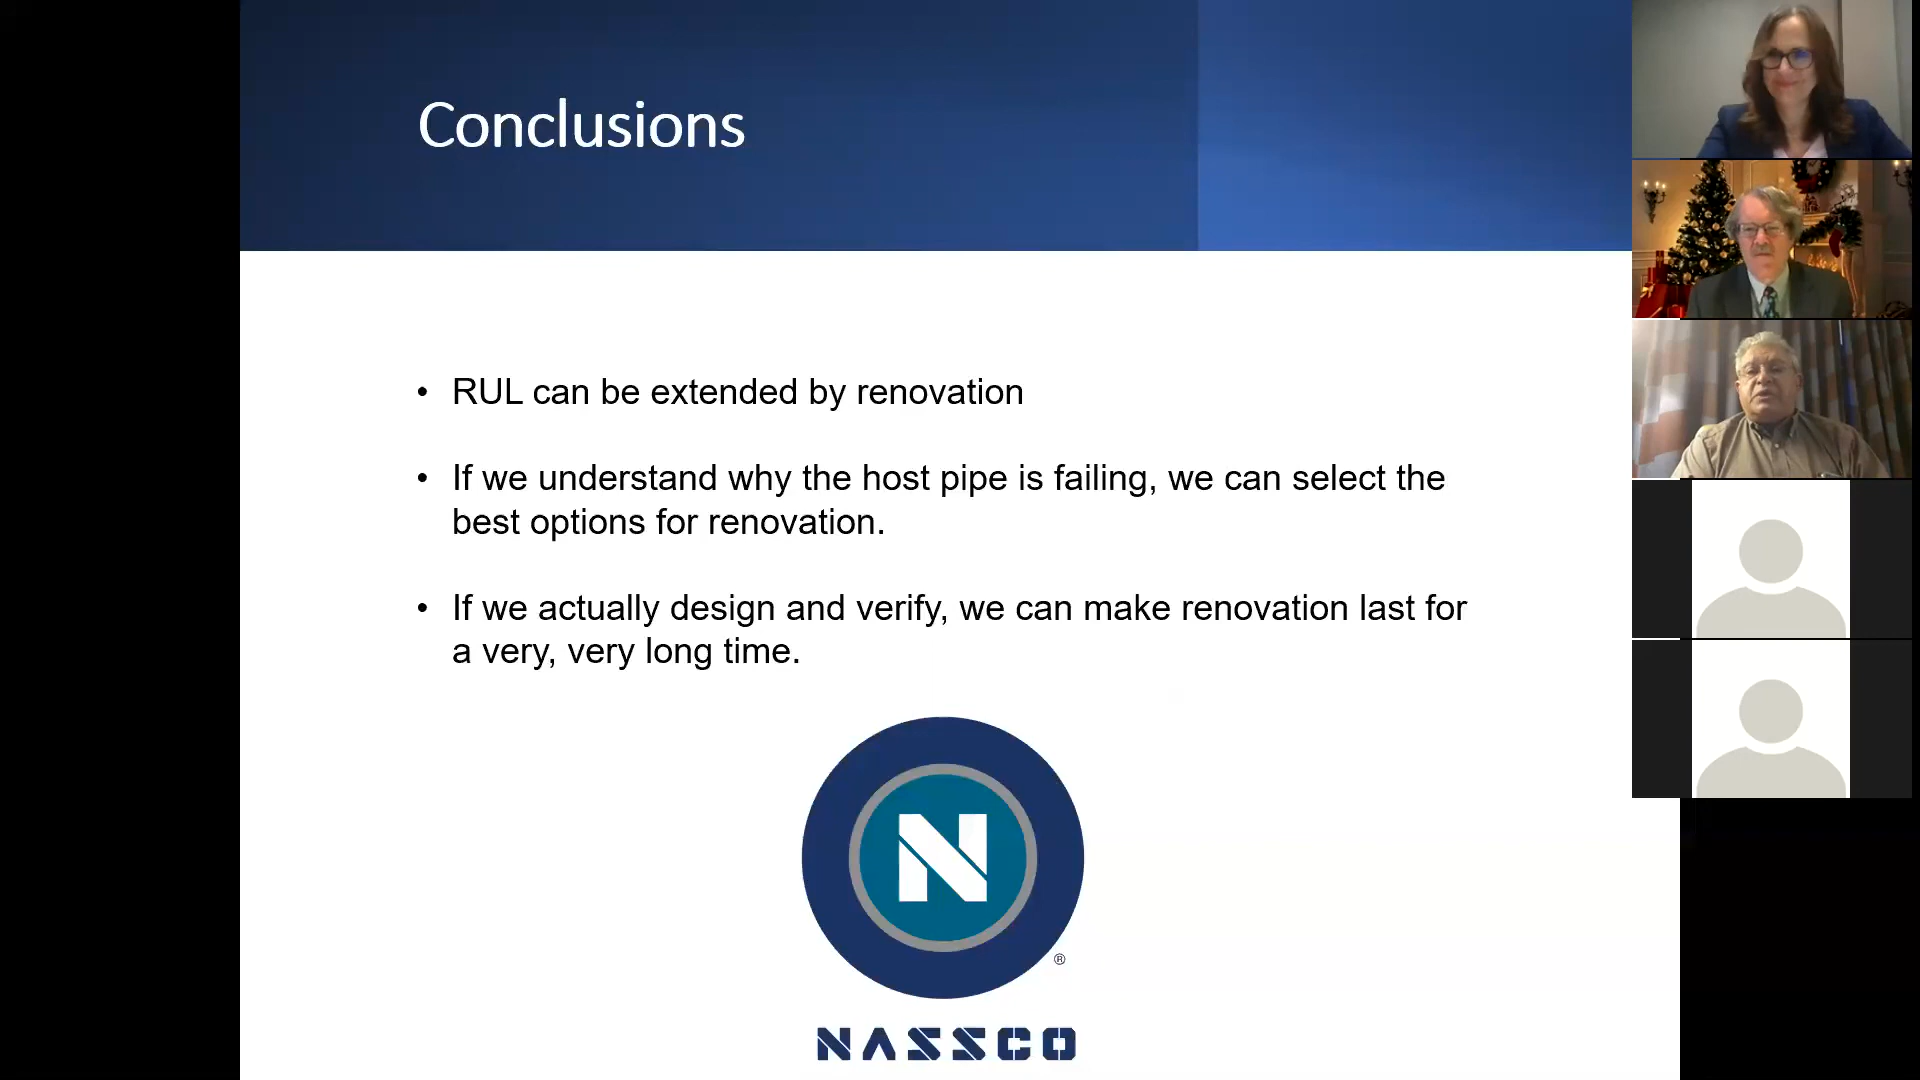 Conclusions
• RUL can be extended by renovation
• If we understand why the host pipe is failing, we can select the
best options for renovation.
• If we actually design and verify, we can make renovation last for
a very, very long time.
N
®
NASSCO